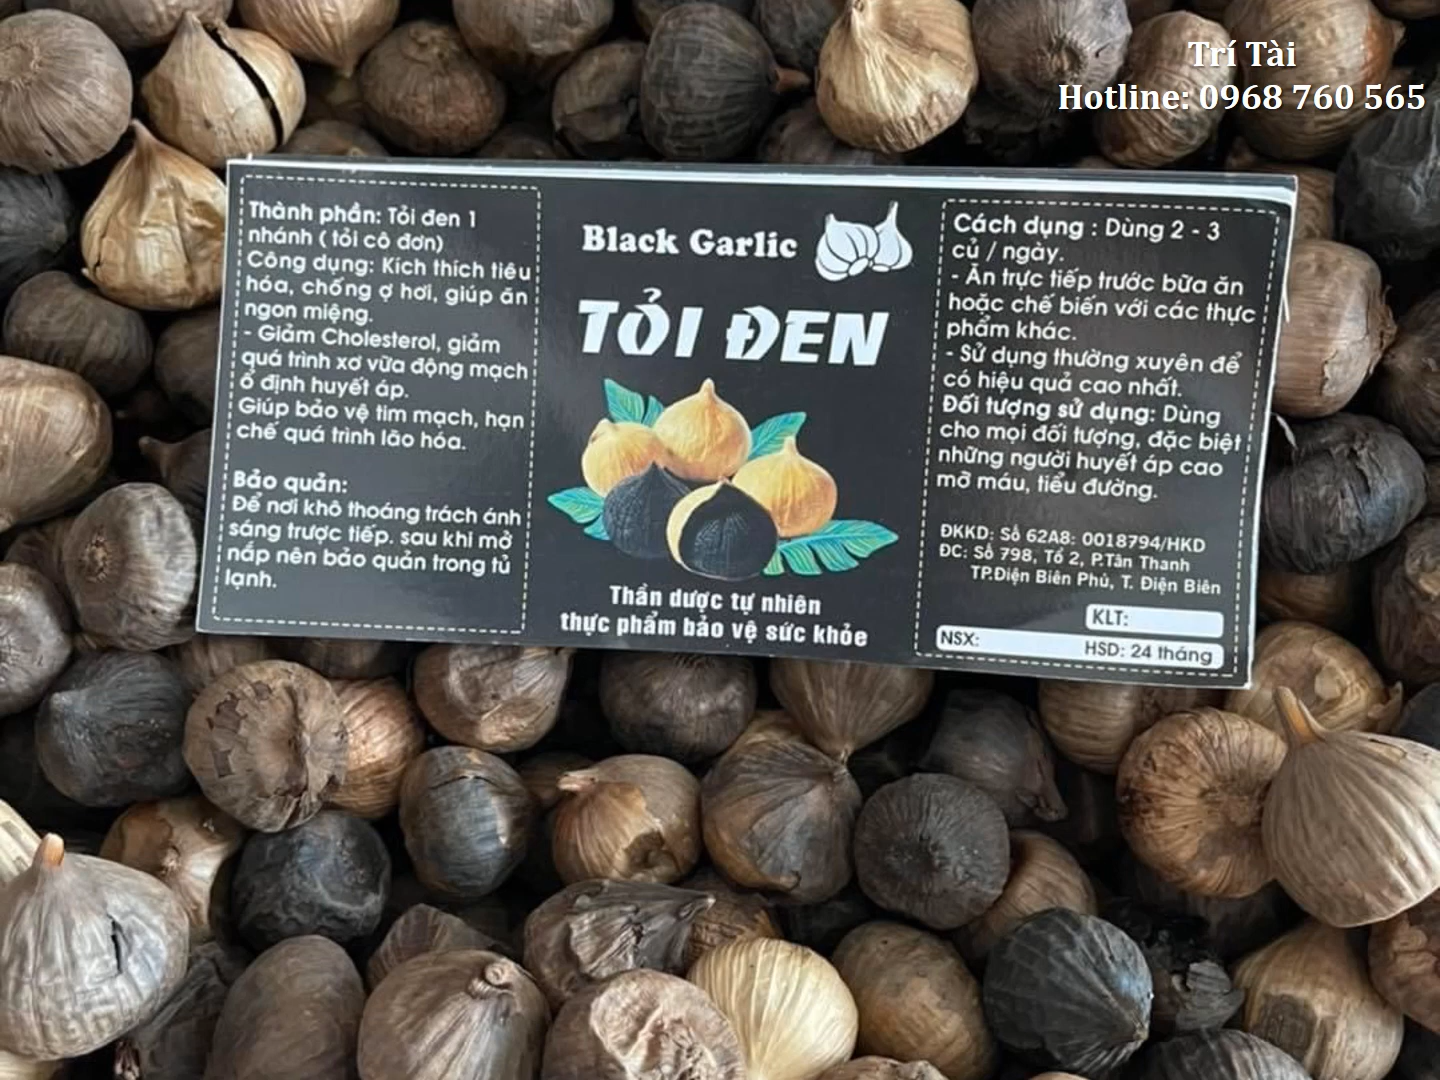 Trí Tài
Hotline: 0968 760 565
Thành phần: Tỏi đen 1
nhánh ( tỏi cô đơn)
Công dụng: Kích thích tiêu
hóa, chống ợ hơi, giúp ăn
ngon miệng.
- Giảm Cholesterol, giảm
quá trình xơ vữa động mạch
ổ định huyết áp.
Giúp bảo vệ tim mạch, hạn
chế quá trình lão hóa.
Bảo quản:
Để nơi khô thoáng trách ánh
sáng trược tiếp. sau khi mở
nắp nên bảo quản trong tủ
lạnh.
Black Garlic
TỎI ĐEN
Thần dược tự nhiên
thực phẩm bảo vệ sức khỏe
Cách dụng : Dùng 2 - 3
củ / ngày.
- Ăn trực tiếp trước bữa ăn
hoặc chế biến với các thực
phẩm khác.
- Sử dụng thường xuyên để
có hiệu quả cao nhất.
Đối tượng sử dụng: Dùng
cho mọi đối tượng, đặc biệt
những người huyết áp cao
mỡ máu, tiểu đường.
ĐKKD: Số 62A8: 0018794/HKD
ĐC: Số 798, Tổ 2, P.Tân Thanh
TP.Điện Biên Phủ, T. Điện Biên
KLT:
NSX: HSD: 24 tháng